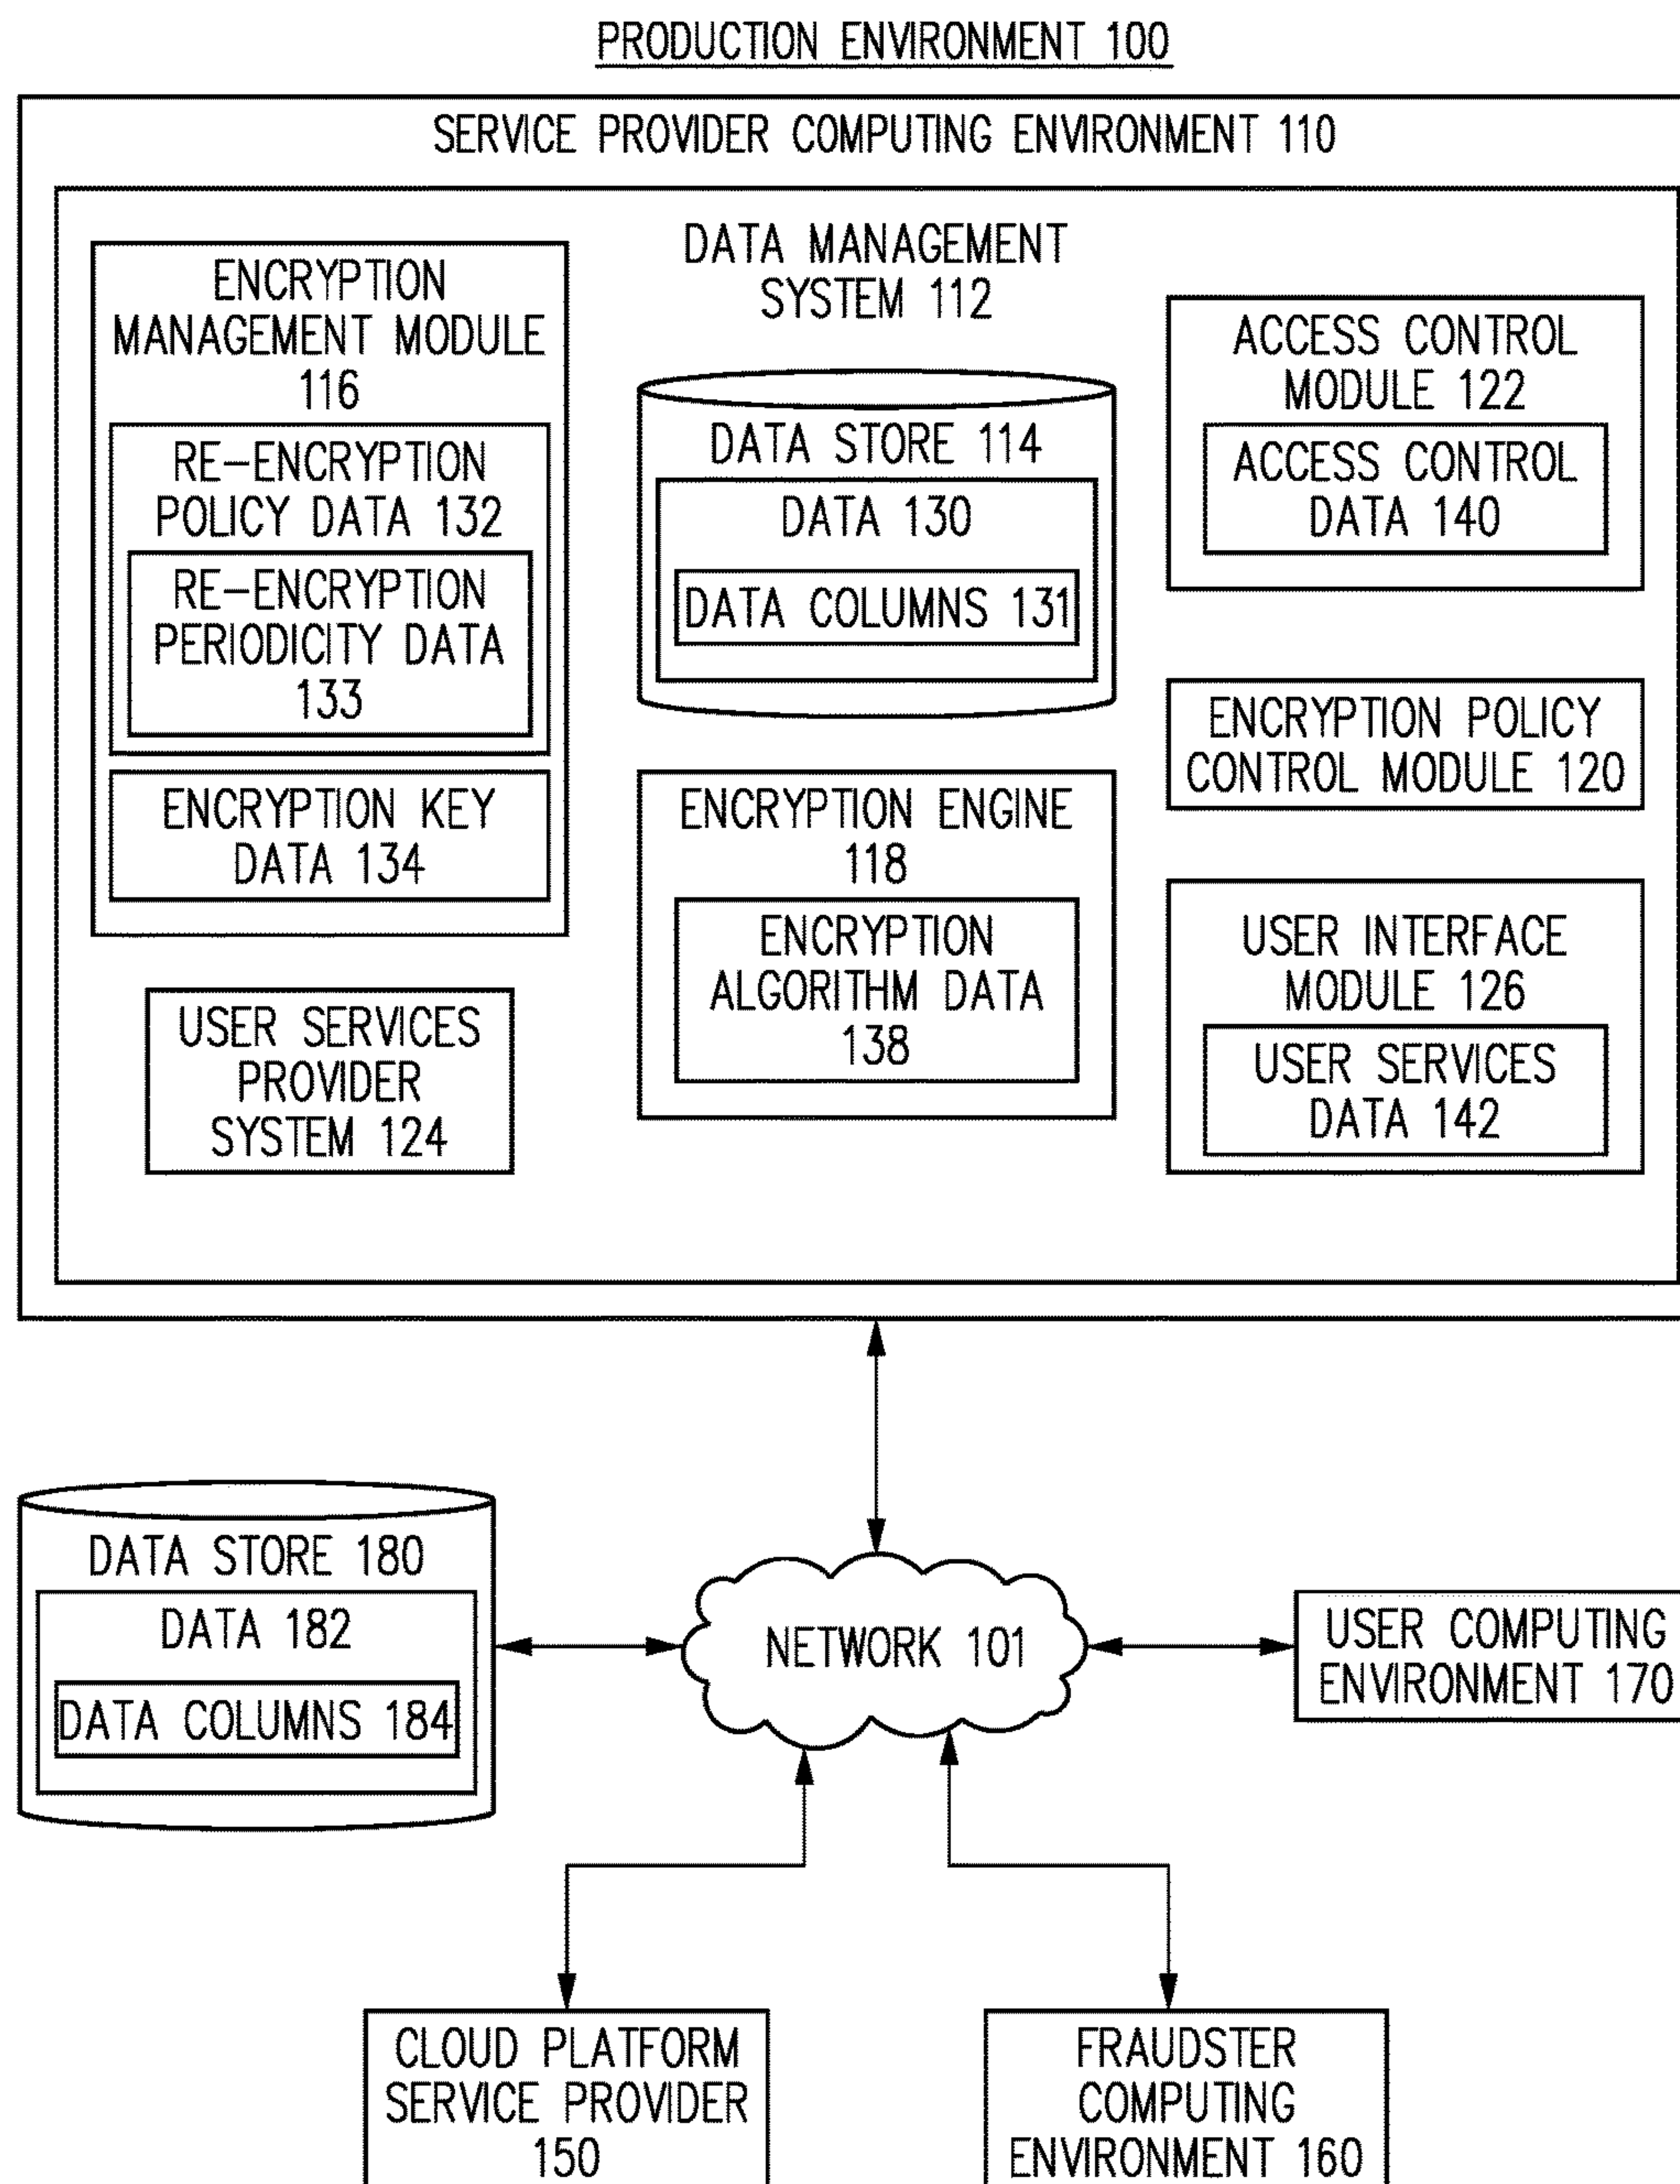 PRODUCTION ENVIRONMENT 100
SERVICE PROVIDER COMPUTING ENVIRONMENT 110
DATA MANAGEMENT
SYSTEM 112
ENCRYPTION
MANAGEMENT MODULE
116
RE-ENCRYPTION
POLICY DATA 132
RE-ENCRYPTION
PERIODICITY DATA
133
ENCRYPTION KEY
DATA 134
USER SERVICES
PROVIDER
SYSTEM 124
DATA STORE 114
DATA 130
DATA COLUMNS 131
ENCRYPTION ENGINE
118
ENCRYPTION
ALGORITHM DATA
138
ACCESS CONTROL
MODULE 122
ACCESS CONTROL
DATA 140
ENCRYPTION POLICY
CONTROL MODULE 120
USER INTERFACE
MODULE 126
USER SERVICES
DATA 142
DATA STORE 180
DATA 182
DATA COLUMNS 184
NETWORK 101
USER COMPUTING
ENVIRONMENT 170
CLOUD PLATFORM
SERVICE PROVIDER
150
FRAUDSTER
COMPUTING
ENVIRONMENT 160